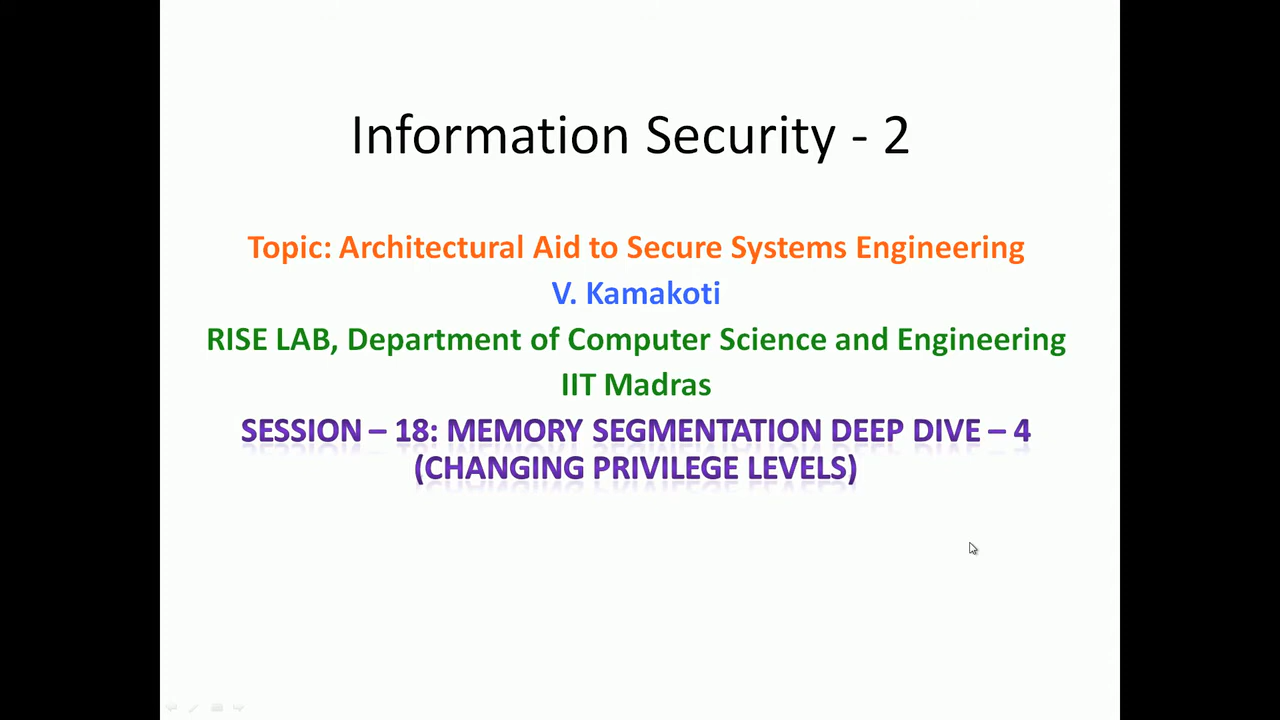 Information Security - 2
Topic: Architectural Aid to Secure Systems Engineering
V. Kamakoti
RISE LAB, Department of Computer Science and Engineering
IIT Madras
SESSION – 18: MEMORY SEGMENTATION DEEP DIVE – 4
(CHANGING PRIVILEGE LEVELS)